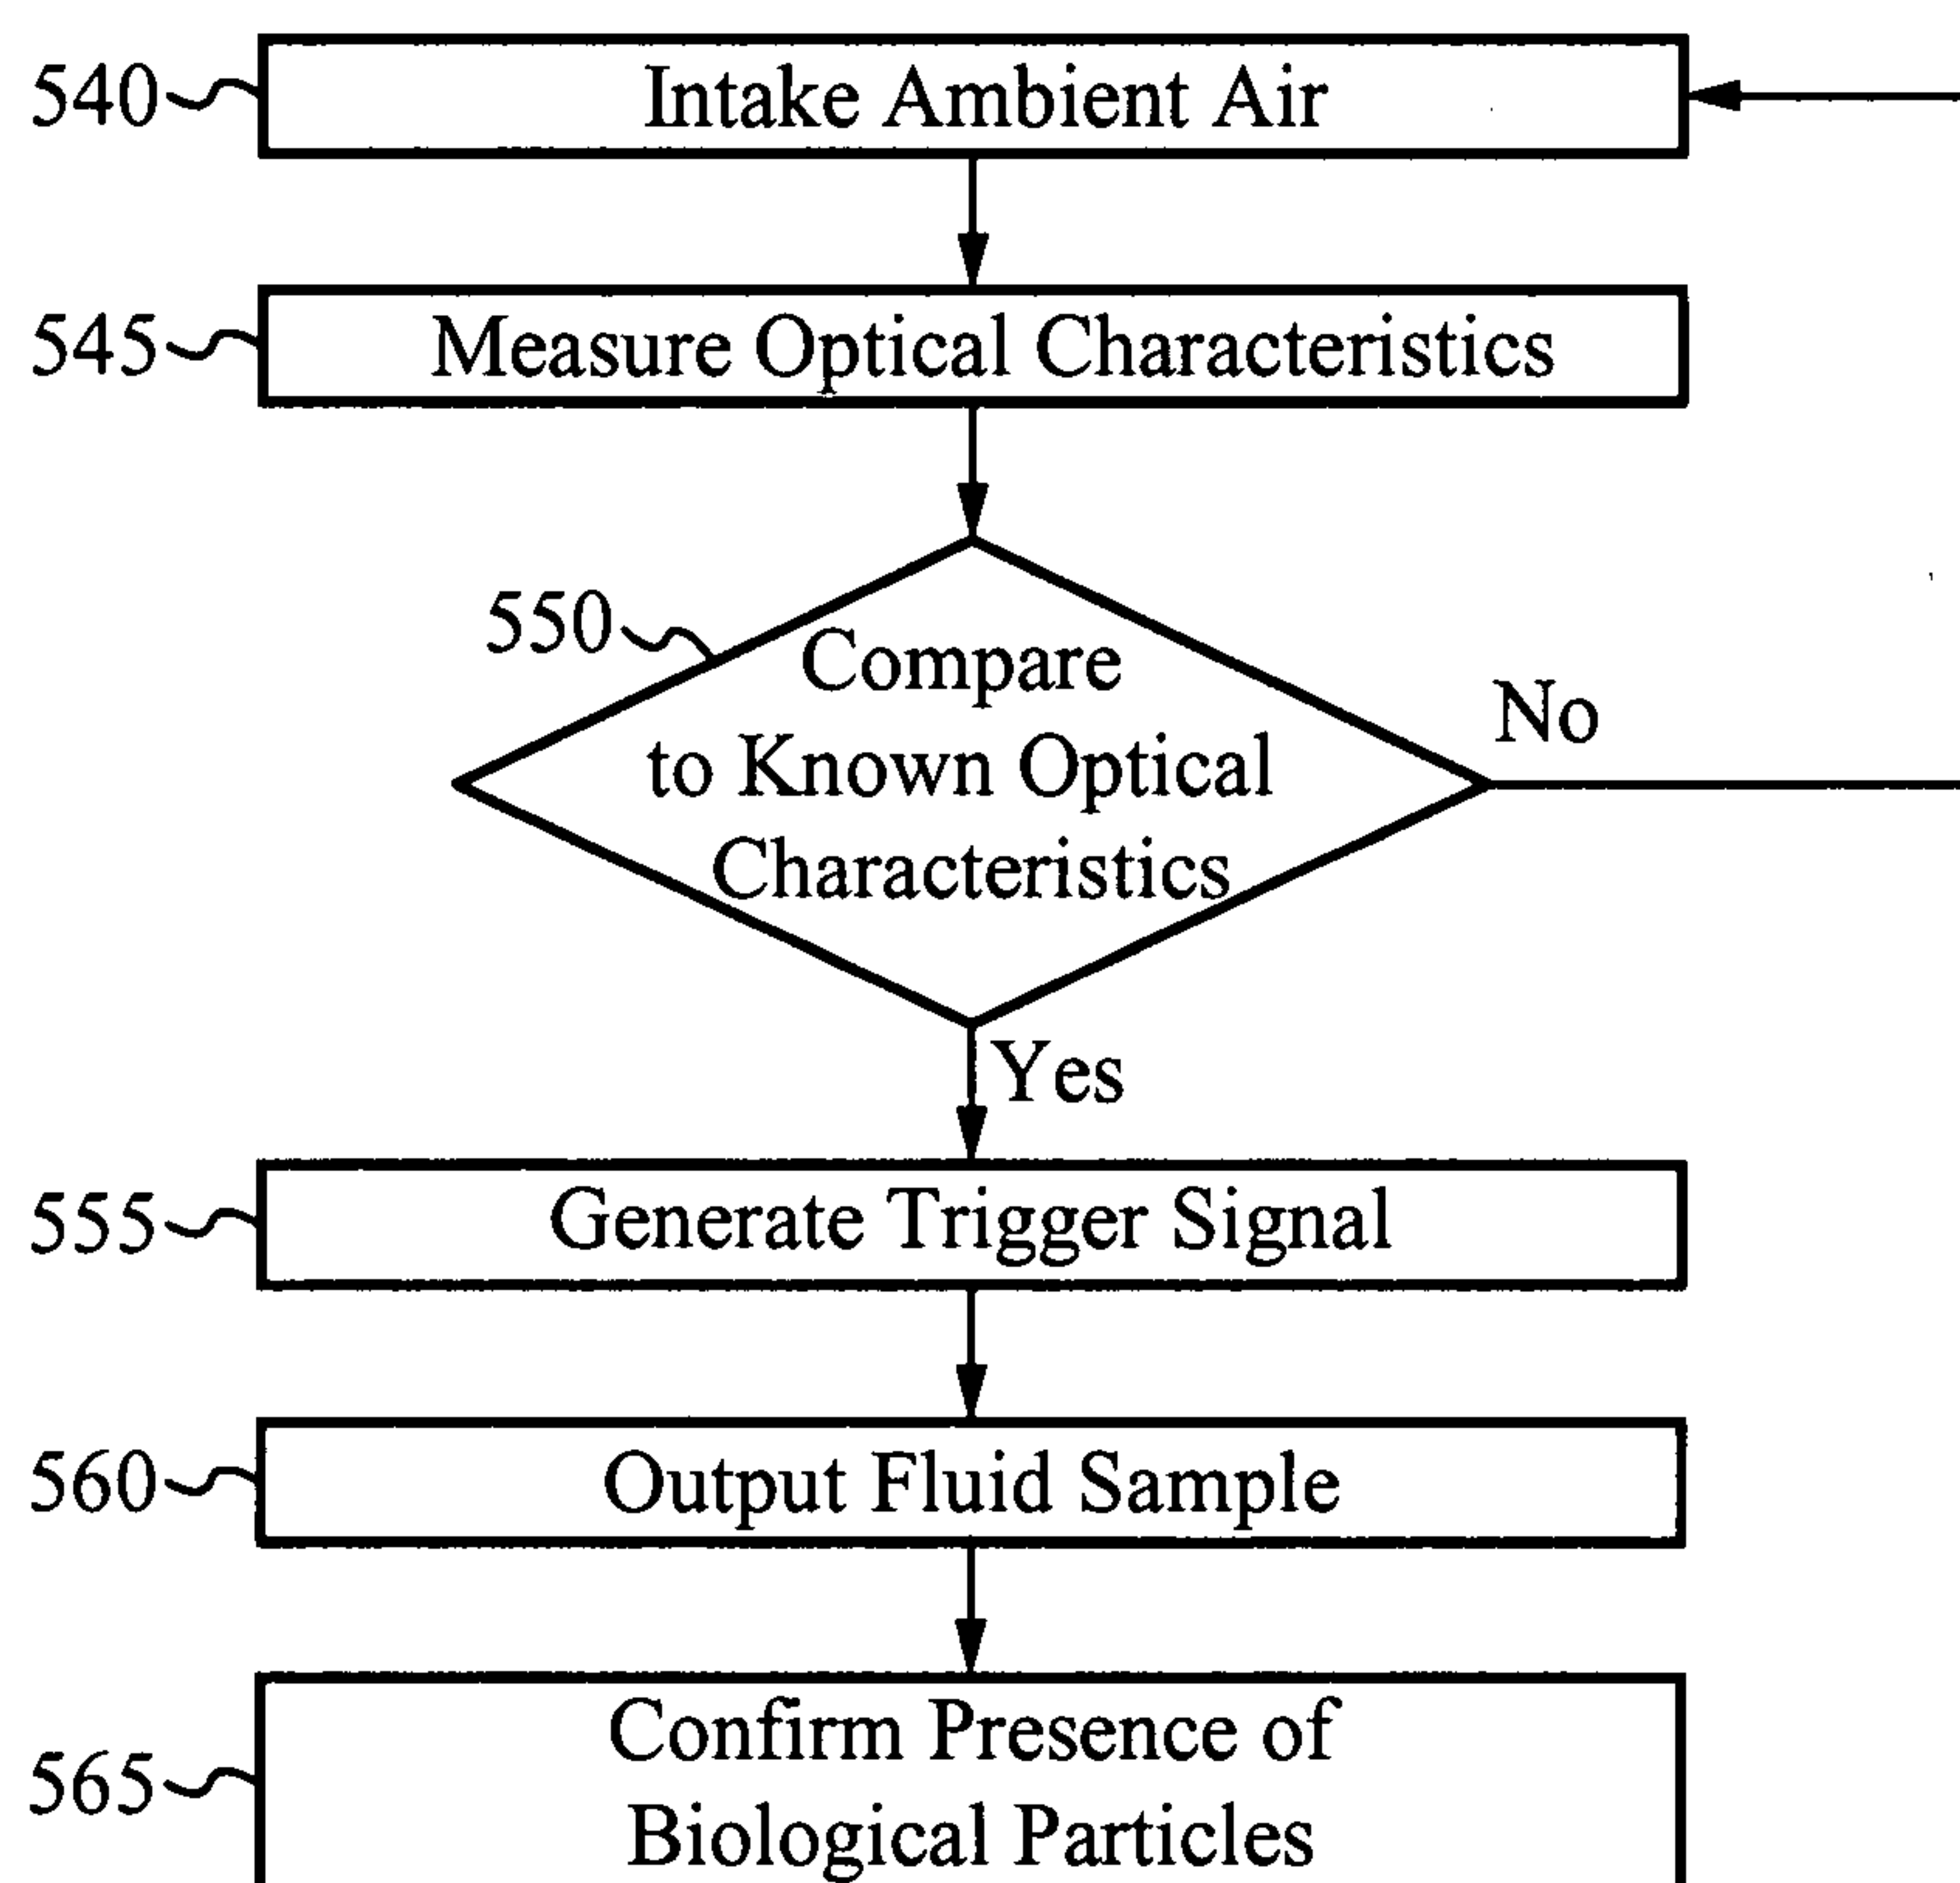 540
Intake Ambient Air
545
Measure Optical Characteristics
550
Compare
to Known Optical
Characteristics
No
Yes
555
Generate Trigger Signal
560
Output Fluid Sample
565
Confirm Presence of
Biological Particles